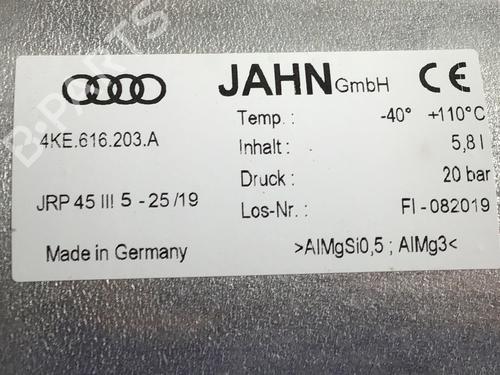 JAHN GmbH CE
4KE.616.203.A
Temp.: -40° +110°C
Inhalt: 5,8 l
Druck: 20 bar
JRP 45 III 5 - 25/19
Los-Nr.: FI-082019
Made in Germany
>AlMgSi0,5 ; AlMg3<
B-PARTS